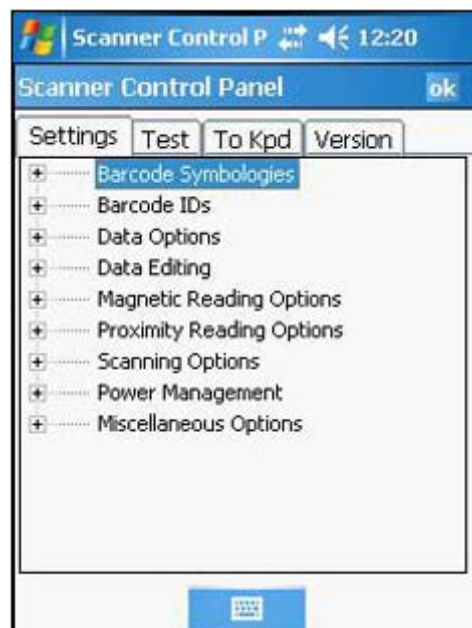 Scanner Control P 12:20
Scanner Control Panel ok
Settings Test To Kpd Version
Barcode Symbologies
Barcode IDs
Data Options
Data Editing
Magnetic Reading Options
Proximity Reading Options
Scanning Options
Power Management
Miscellaneous Options